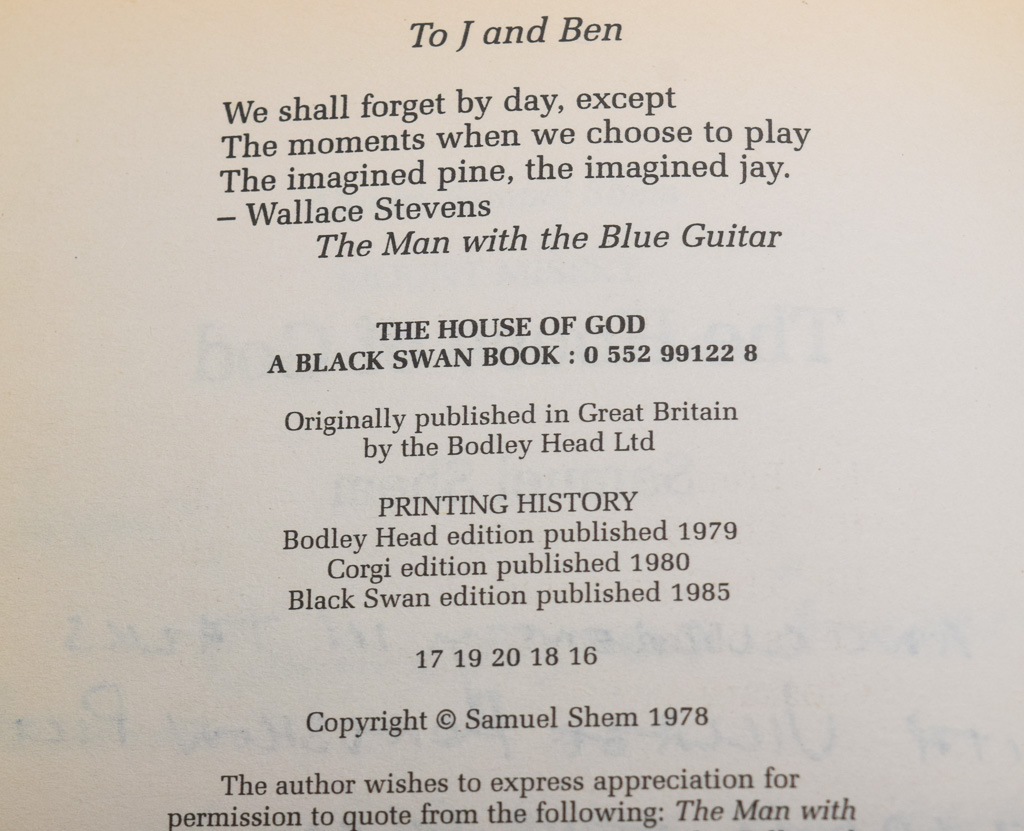 To J and Ben
We shall forget by day, except
The moments when we choose to play
The imagined pine, the imagined jay.
– Wallace Stevens
The Man with the Blue Guitar
THE HOUSE OF GOD
A BLACK SWAN BOOK : 0 552 99122 8
Originally published in Great Britain
by the Bodley Head Ltd
PRINTING HISTORY
Bodley Head edition published 1979
Corgi edition published 1980
Black Swan edition published 1985
17 19 20 18 16
Copyright © Samuel Shem 1978
The author wishes to express appreciation for
permission to quote from the following: The Man with